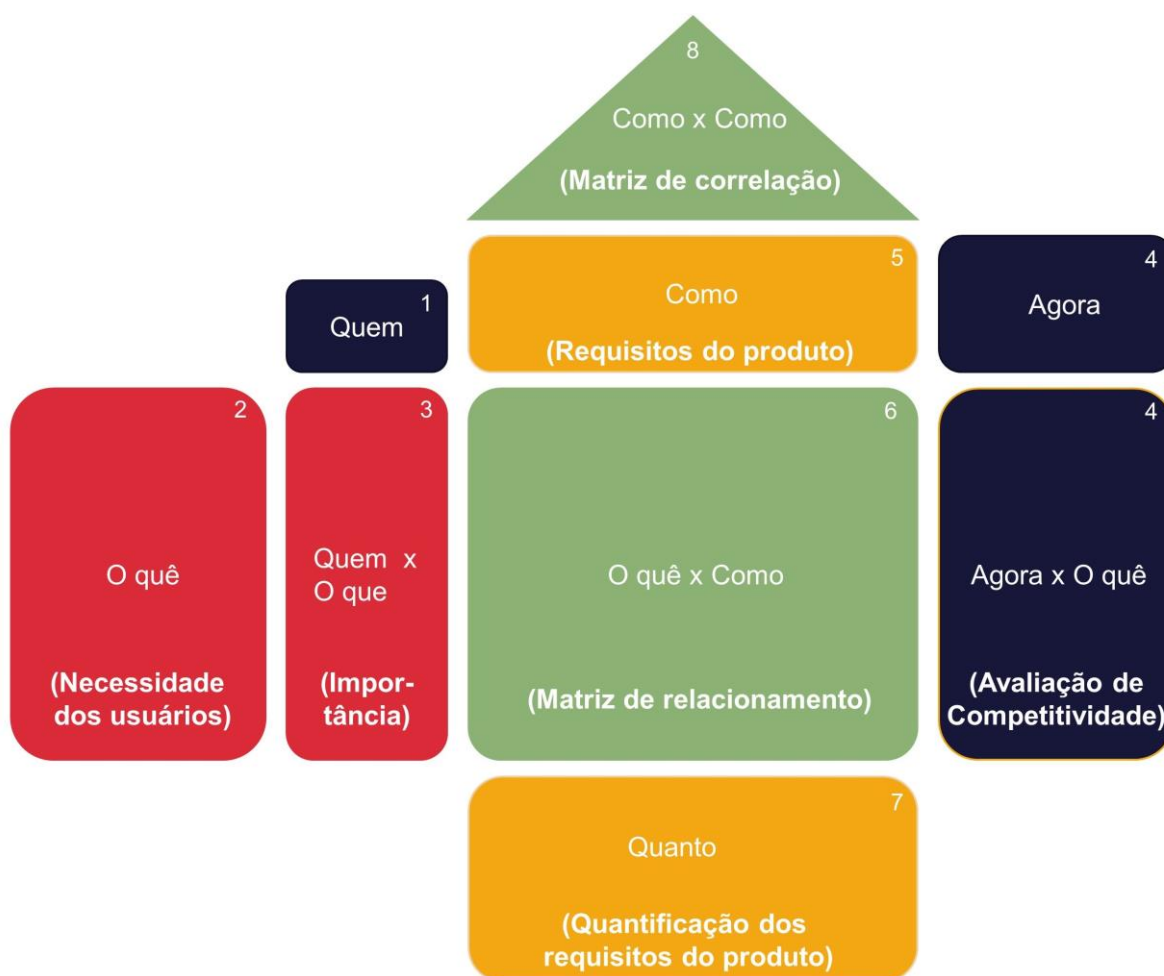 8
Como x Como
(Matriz de correlação)
1
Quem
5
Como
(Requisitos do produto)
4
Agora
2
O quê
(Necessidade
dos usuários)
3
Quem x
O que
(Impor-
tância)
6
O quê x Como
(Matriz de relacionamento)
4
Agora x O quê
(Avaliação de
Competitividade)
7
Quanto
(Quantificação dos
requisitos do produto)